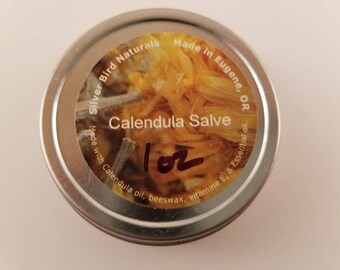 Silver Bird Naturals Made in Eugene, OR
Calendula Salve
1oz
Made with Calendula oil, beeswax, vitamine E, & Essential oil.